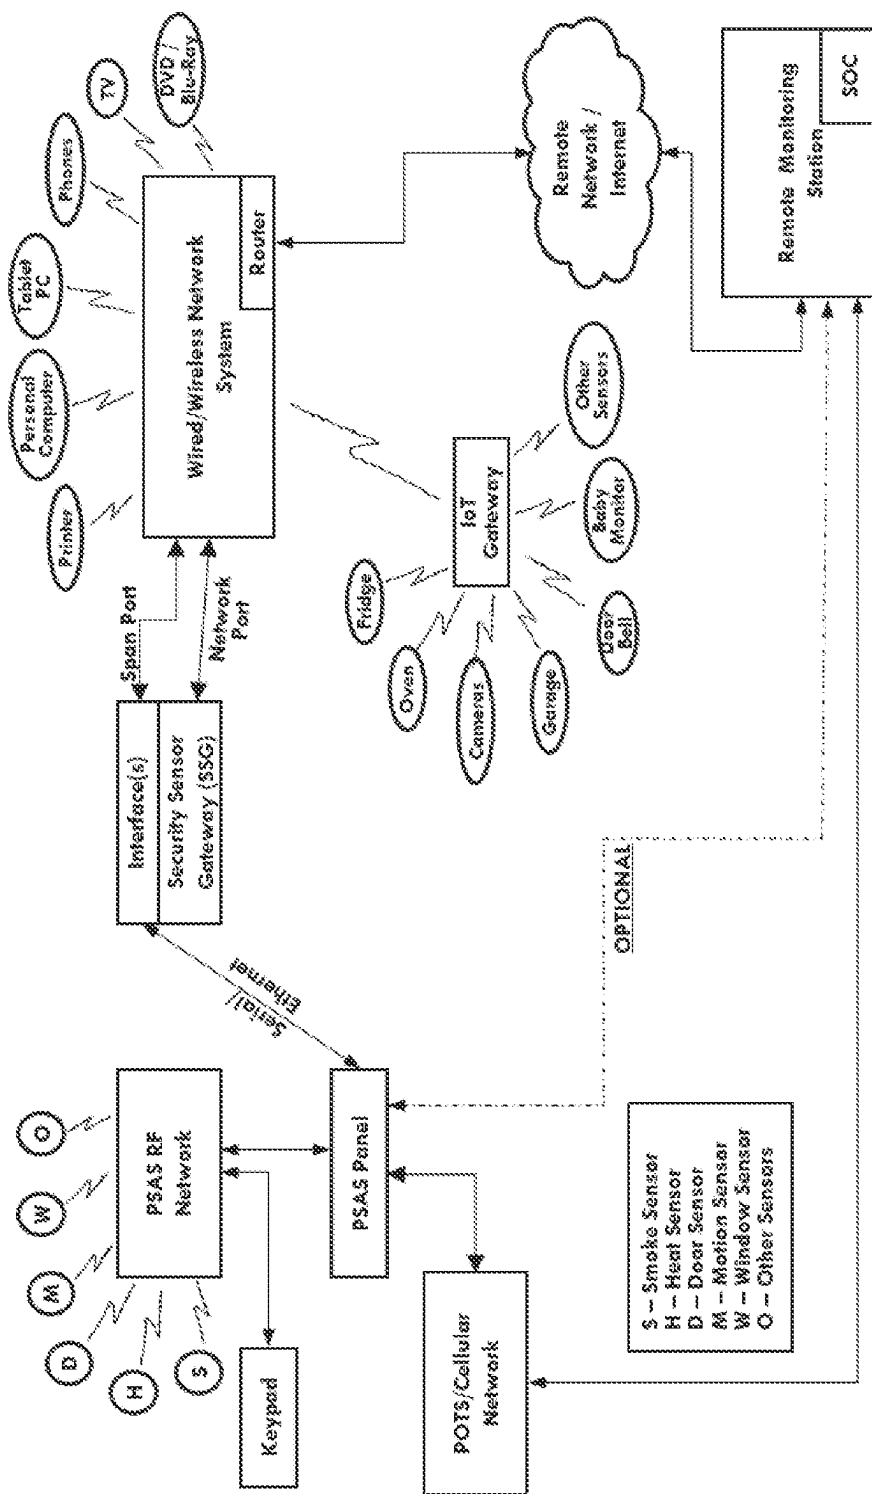 O
W
M
D
H
S
PSAS RF
Network
Keypad
PSAS Panel
POTS/Cellular
Network
S – Smoke Sensor
H – Heat Sensor
D – Door Sensor
M – Motion Sensor
W – Window Sensor
O – Other Sensors
Serial/
Ethernet
OPTIONAL
Interface(s)
Security Sensor
Gateway (SSG)
Span Port
Network
Port
Printer
Personal
Computer
Tablet
PC
Phones
TV
DVD /
Blu-Ray
Wired/Wireless Network
System
Router
Fridge
Oven
Cameras
Garage
Door
Bell
Baby
Monitor
Other
Sensors
IoT
Gateway
Remote
Network /
Internet
Remote Monitoring
Station
SOC